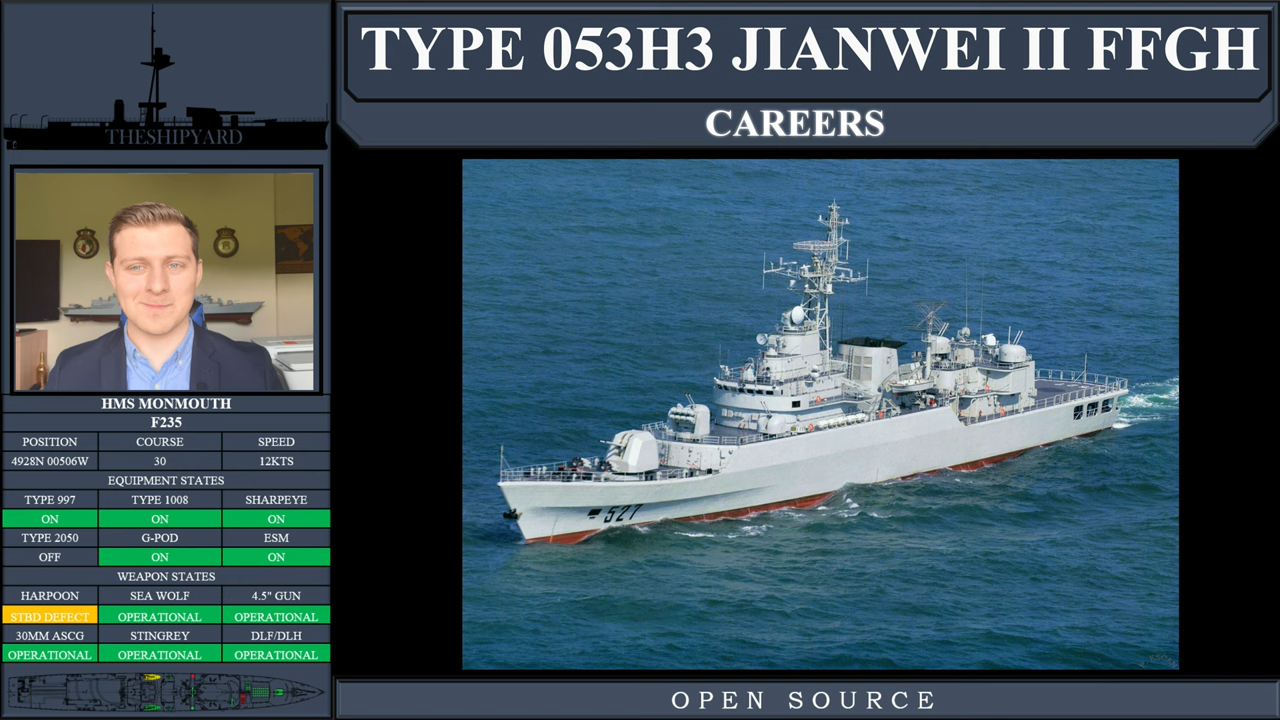 TYPE 053H3 JIANWEI II FFGH
CAREERS
THESHIPYARD
HMS MONMOUTH
F235
POSITION COURSE SPEED
4928N 00506W 30 12KTS
EQUIPMENT STATES
TYPE 997 TYPE 1008 SHARPEYE
ON ON ON
TYPE 2050 G-POD ESM
OFF ON ON
WEAPON STATES
HARPOON SEA WOLF 4.5" GUN
STBD DEFECT OPERATIONAL OPERATIONAL
30MM ASCG STINGREY DLF/DLH
OPERATIONAL OPERATIONAL OPERATIONAL
527
OPEN SOURCE